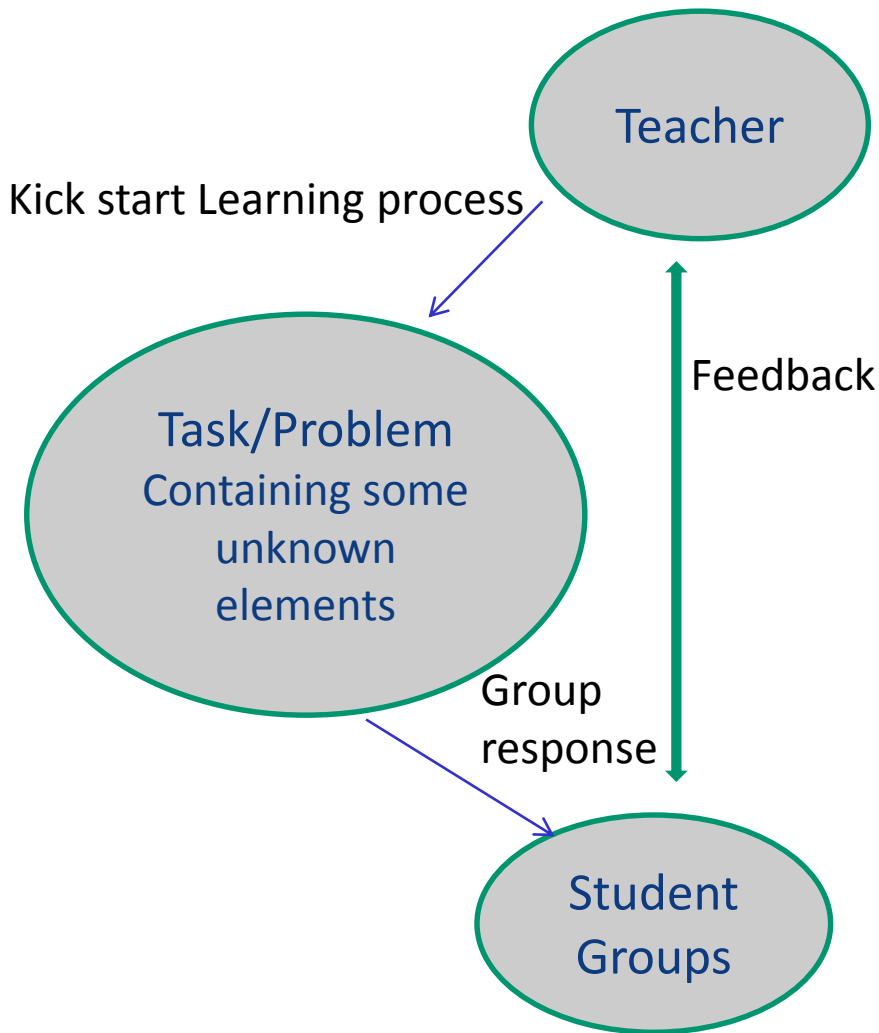 Teacher
Kick start Learning process
Feedback
Task/Problem
Containing some
unknown
elements
Group
response
Student
Groups